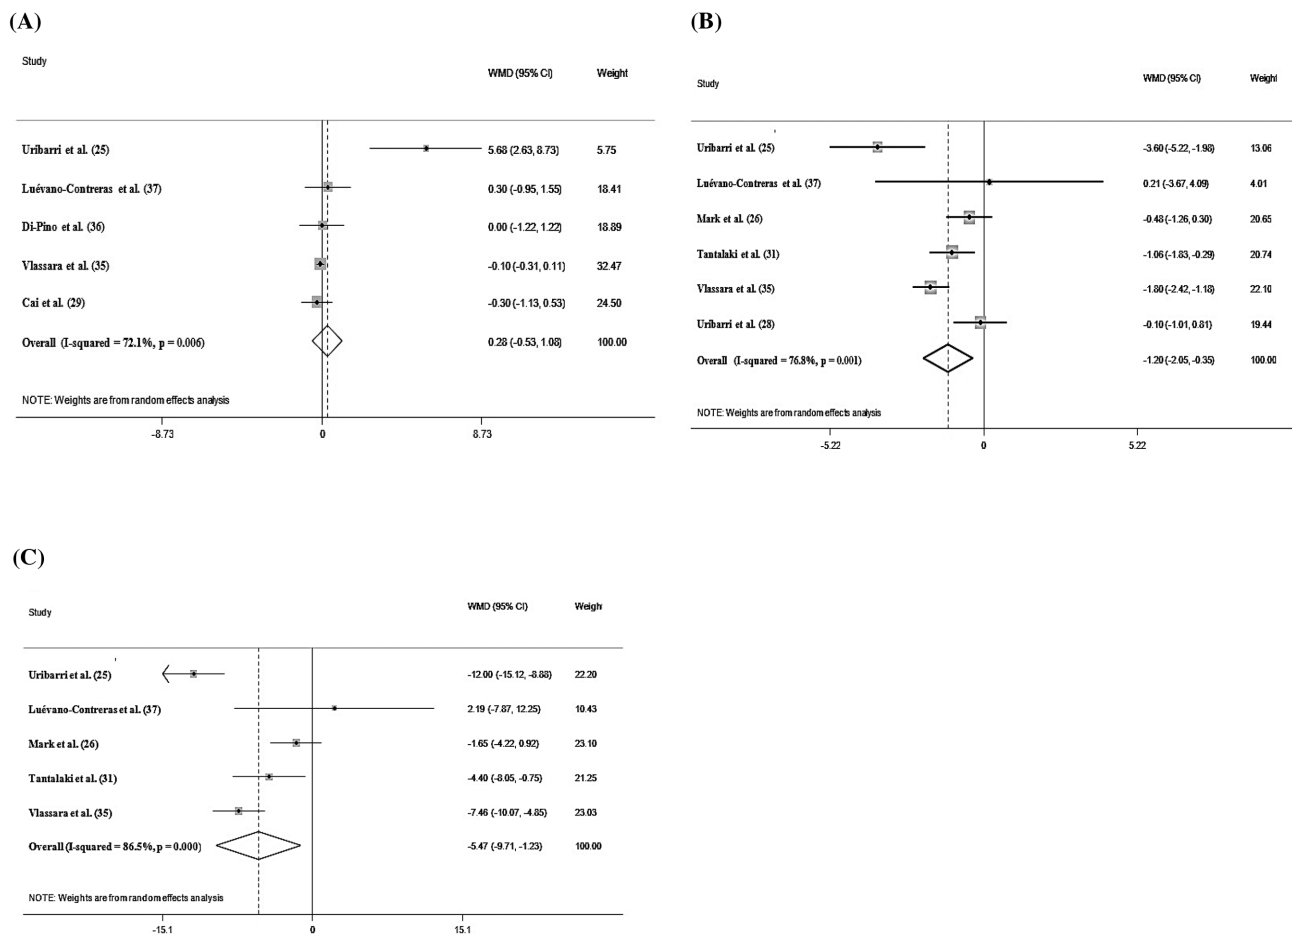 (A)
Study
WMD (95% CI) Weight
Uribarri et al. (25) 5.68 (2.63, 8.73) 5.75
Luévano-Contreras et al. (37) 0.30 (-0.95, 1.55) 18.41
Di-Pino et al. (36) 0.00 (-1.22, 1.22) 18.89
Vlassara et al. (35) -0.10 (-0.31, 0.11) 32.47
Cai et al. (29) -0.30 (-1.13, 0.53) 24.50
Overall (I-squared = 72.1%, p = 0.006) 0.28 (-0.53, 1.08) 100.00
NOTE: Weights are from random effects analysis
-8.73 0 8.73
(B)
WMD (95% CI) Weight
Study
Uribarri et al. (25) -3.60 (-5.22, -1.98) 13.06
Luévano-Contreras et al. (37) 0.21 (-3.67, 4.09) 4.01
Mark et al. (26) -0.48 (-1.26, 0.30) 20.65
Tantalaki et al. (31) -1.06 (-1.83, -0.29) 20.74
Vlassara et al. (35) -1.80 (-2.42, -1.18) 22.10
Uribarri et al. (28) -0.10 (-1.01, 0.81) 19.44
Overall (I-squared = 76.8%, p = 0.001) -1.20 (-2.05, -0.35) 100.00
NOTE: Weights are from random effects analysis
-5.22 0 5.22
(C)
WMD (95% CI) Weight
Study
Uribarri et al. (25) -12.00 (-15.12, -8.88) 22.20
Luévano-Contreras et al. (37) 2.19 (-7.87, 12.25) 10.43
Mark et al. (26) -1.65 (-4.22, 0.92) 23.10
Tantalaki et al. (31) -4.40 (-8.05, -0.75) 21.25
Vlassara et al. (35) -7.46 (-10.07, -4.85) 23.03
Overall (I-squared = 86.5%, p = 0.000) -5.47 (-9.71, -1.23) 100.00
NOTE: Weights are from random effects analysis
-15.1 0 15.1